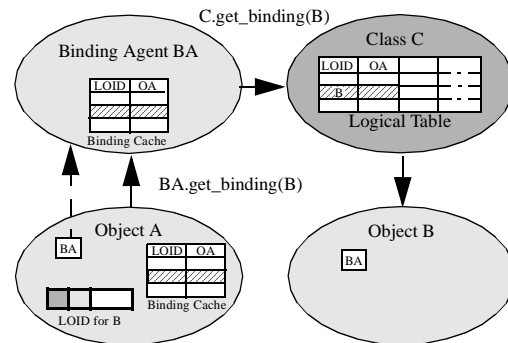 C.get_binding(B)
Binding Agent BA
LOID OA
Binding Cache
Class C
LOID OA
B
Logical Table
BA.get_binding(B)
Object A
BA
LOID OA
Binding Cache
LOID for B
Object B
BA